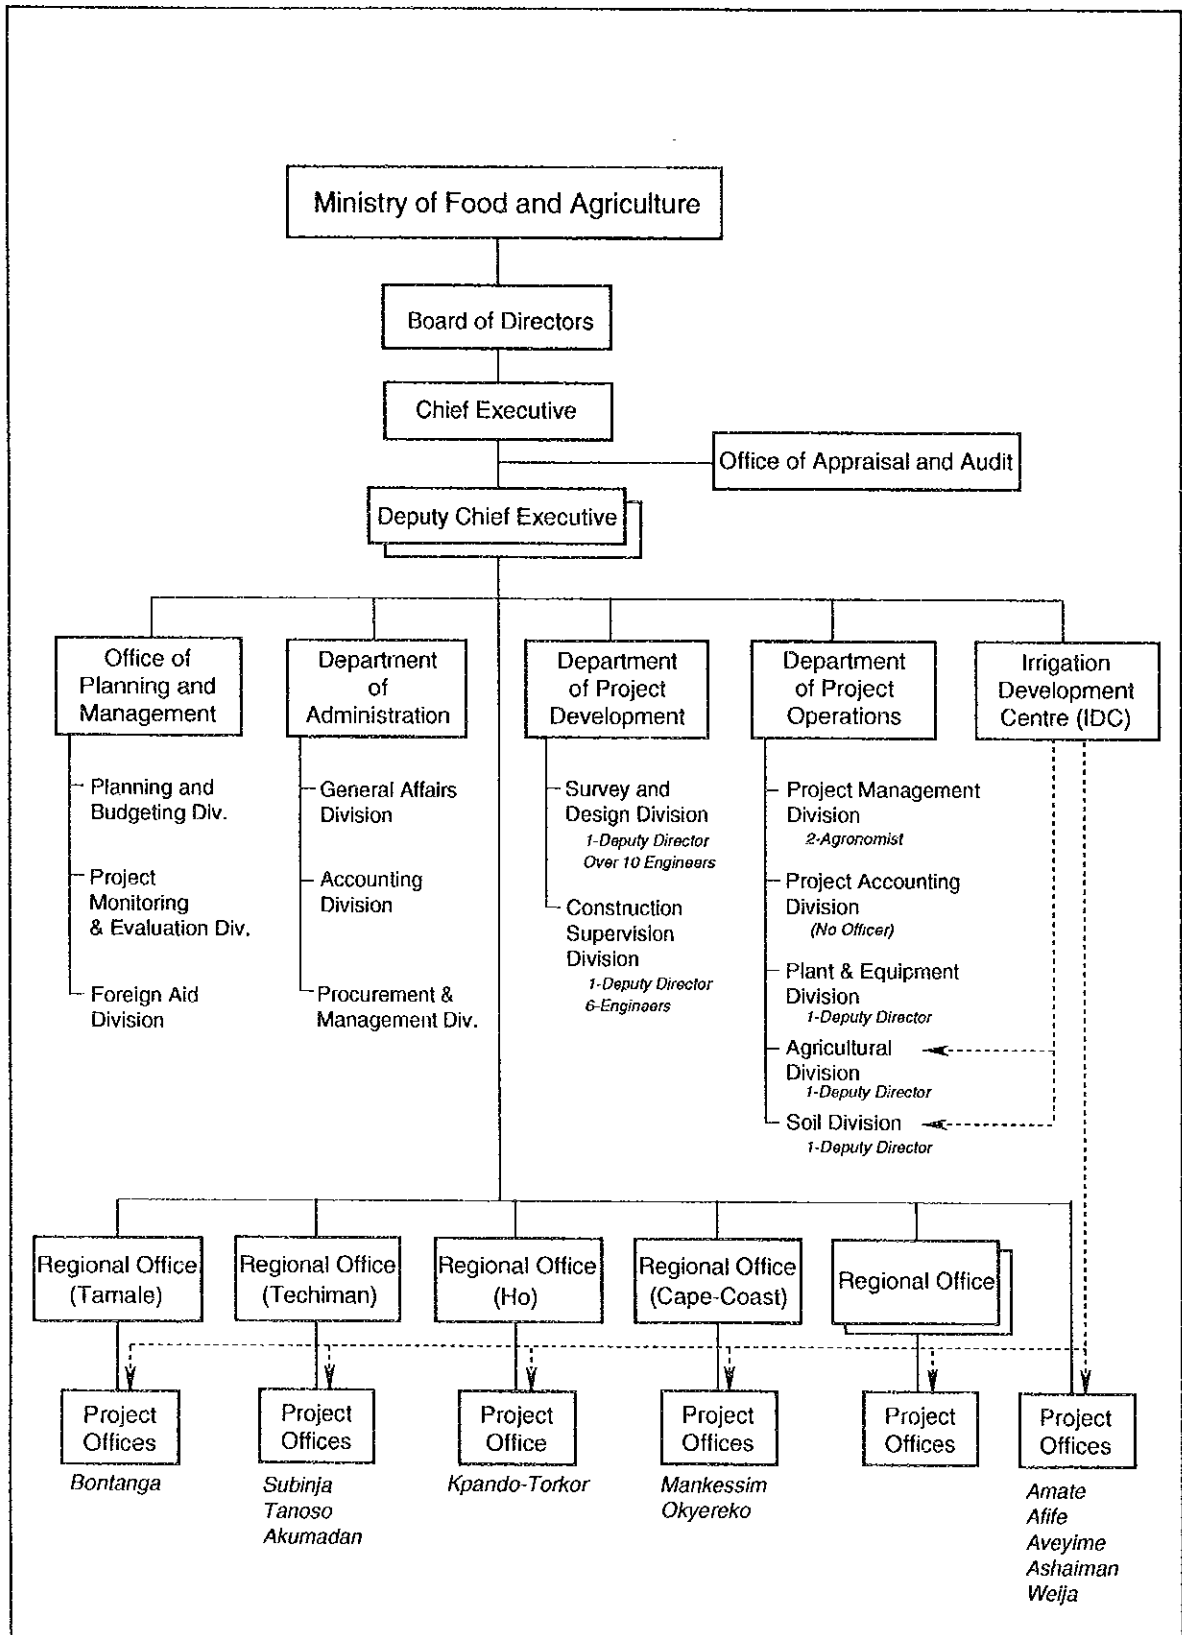 Ministry of Food and Agriculture
Board of Directors
Chief Executive
Office of Appraisal and Audit
Deputy Chief Executive
Office of
Planning and
Management
Planning and
Budgeting Div.
Project
Monitoring
& Evaluation Div.
Foreign Aid
Division
Department
of
Administration
General Affairs
Division
Accounting
Division
Procurement &
Management Div.
Department
of Project
Development
Survey and
Design Division
1-Deputy Director
Over 10 Engineers
Construction
Supervision
Division
1-Deputy Director
6-Engineers
Department
of Project
Operations
Project Management
Division
2-Agronomist
Project Accounting
Division
(No Officer)
Plant & Equipment
Division
1-Deputy Director
Agricultural
Division
1-Deputy Director
Soil Division
1-Deputy Director
Irrigation
Development
Centre (IDC)
Regional Office
(Tamale)
Regional Office
(Techiman)
Regional Office
(Ho)
Regional Office
(Cape-Coast)
Regional Office
Project
Offices
Bontanga
Project
Offices
Subinja
Tanoso
Akumadan
Project
Office
Kpando-Torkor
Project
Offices
Mankessim
Okyereko
Project
Offices
Project
Offices
Amate
Afife
Aveyime
Ashaiman
Weija